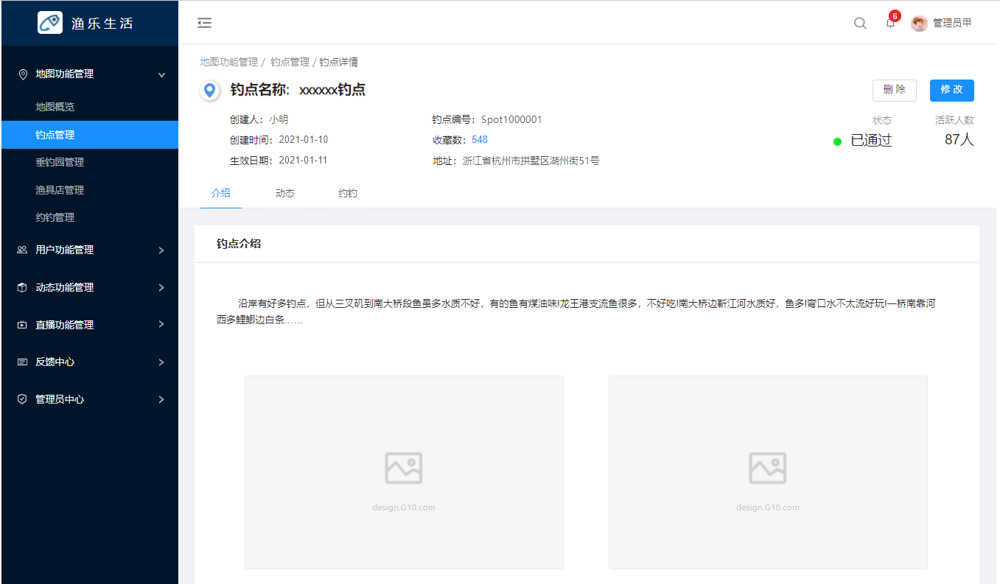 渔乐生活
6
管理员甲
地图功能管理
地图概览
钓点管理
垂钓园管理
渔具店管理
约钓管理
用户功能管理
动态功能管理
直播功能管理
反馈中心
管理员中心
地图功能管理 / 钓点管理 / 钓点详情
钓点名称: xxxxxx钓点
删 除
修 改
创建人: 小明
钓点编号: Spot1000001
状态
活跃人数
创建时间: 2021-01-10
收藏数: 548
已通过
87人
生效日期: 2021-01-11
地址: 浙江省杭州市拱墅区湖州街51号
介绍
动态
约钓
钓点介绍
沿岸有好多钓点，但从三叉矶到南大桥段鱼虽多水质不好，有的鱼有煤油味!龙王港支流鱼很多，不好吃!南大桥边靳江河水质好，鱼多!弯口水不太流好玩!一桥南靠河
西多鲤鲫边白条……
design.G10.com
design.G10.com